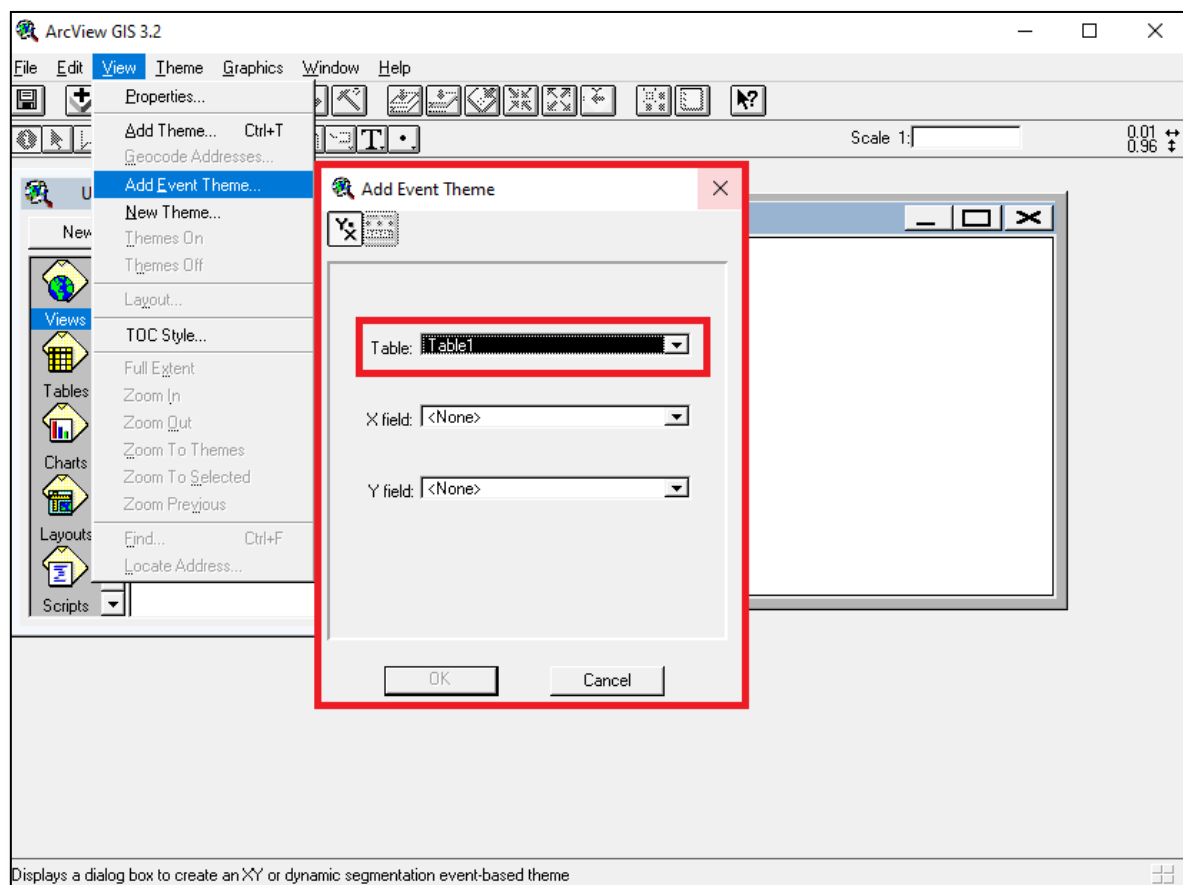 ArcView GIS 3.2
File Edit View Theme Graphics Window Help
Properties...
Add Theme... Ctrl+T
Geocode Addresses...
Add Event Theme...
New Theme...
Themes On
Themes Off
Layout...
TOC Style...
Full Extent
Zoom In
Zoom Out
Zoom To Themes
Zoom To Selected
Zoom Previous
Find... Ctrl+F
Locate Address...
T
Scale 1:
0.01
0.96
U
New
Views
Tables
Charts
Layouts
Scripts
Add Event Theme
Y X
Table: Table1
X field: <None>
Y field: <None>
OK Cancel
Displays a dialog box to create an XY or dynamic segmentation event-based theme